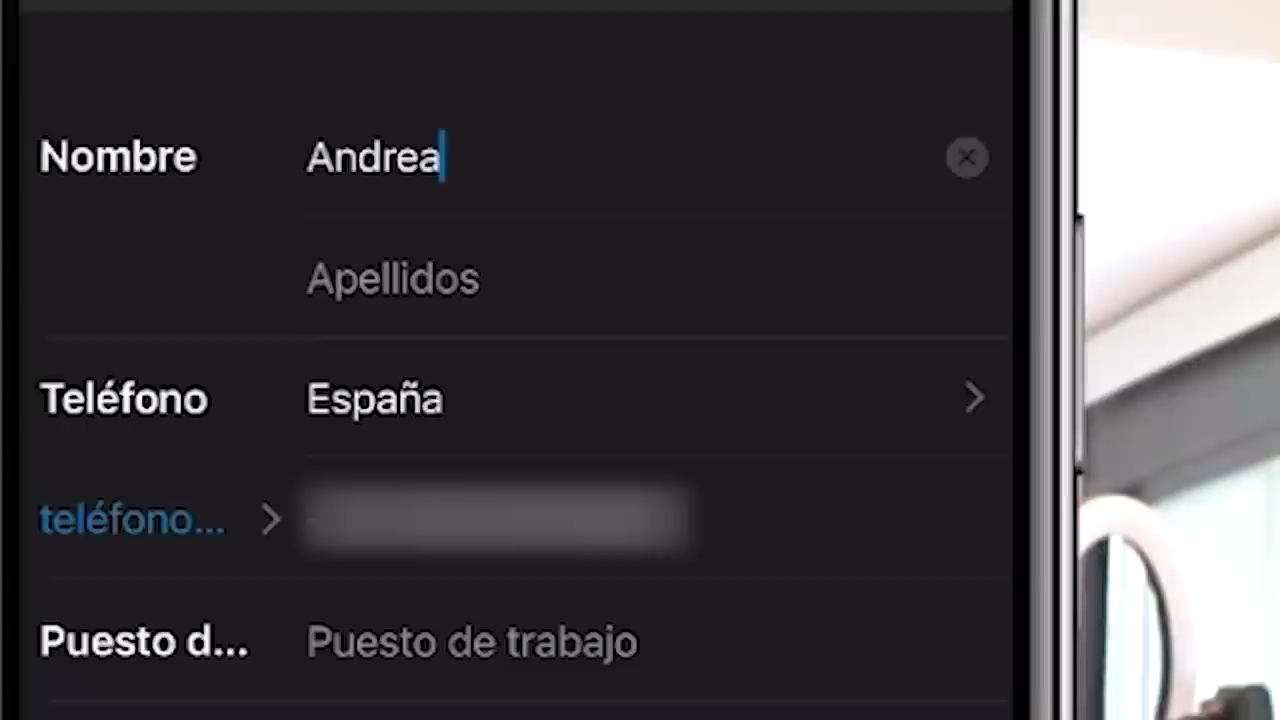 Nombre Andrea
Apellidos
Teléfono España
teléfono...
Puesto d... Puesto de trabajo